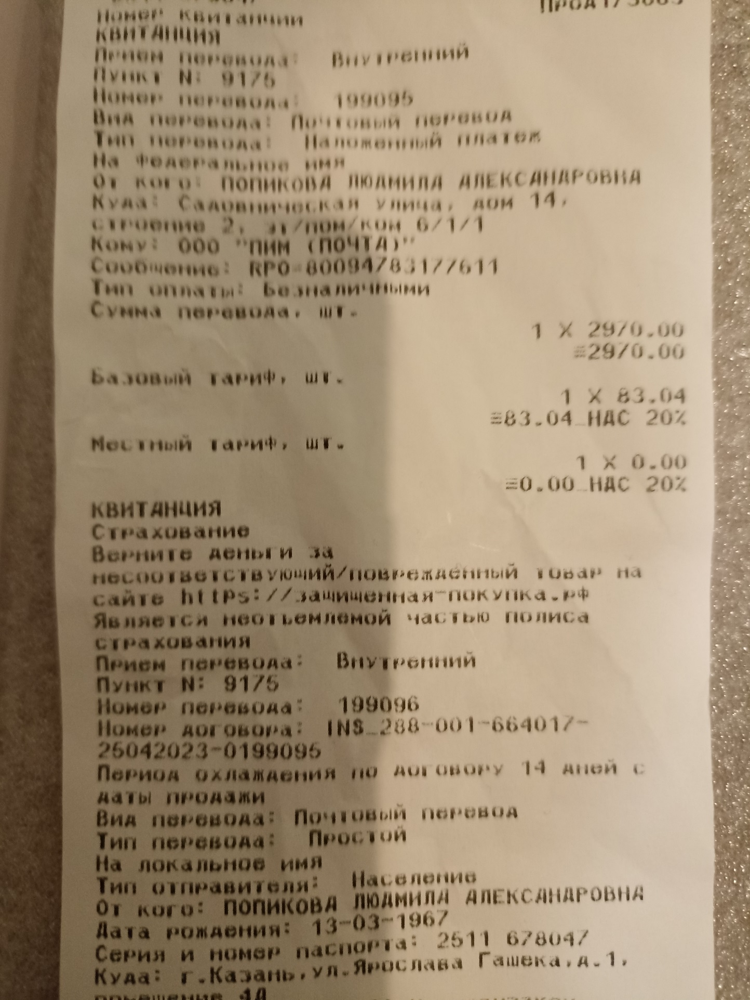 Номер квитанции
КВИТАНЦИЯ
Прием перевода: Внутренний
Пункт N: 9175
Номер перевода: 199095
Вид перевода: Почтовый перевод
Тип перевода: Наложенный платеж
На федеральное имя
От кого: ПОПИКОВА ЛЮДМИЛА АЛЕКСАНДРОВНА
Куда: Садовническая улица, дом 14,
строение 2, эт/пом/ком 6/1/1
Кому: ООО "ПИМ (ПОЧТА)"
Сообщение: RPO=80094783177611
Тип оплаты: Безналичными
Сумма перевода, шт.
1 X 2970.00
≡2970.00
Базовый тариф, шт.
1 X 83.04
≡83.04_НДС 20%
Местный тариф, шт.
1 X 0.00
≡0.00_НДС 20%
КВИТАНЦИЯ
Страхование
Верните деньги за
несоответствующий/поврежденный товар на
сайте https://защищенная-покупка.рф
Является неотъемлемой частью полиса
страхования
Прием перевода: Внутренний
Пункт N: 9175
Номер перевода: 199096
Номер договора: INS_288-001-664017-
25042023-0199095
Период охлаждения по договору 14 дней с
даты продажи
Вид перевода: Почтовый перевод
Тип перевода: Простой
На локальное имя
Тип отправителя: Население
От кого: ПОПИКОВА ЛЮДМИЛА АЛЕКСАНДРОВНА
Дата рождения: 13-03-1967
Серия и номер паспорта: 2511 678047
Куда: г.Казань,ул.Ярослава Гашека,д.1,
помещение